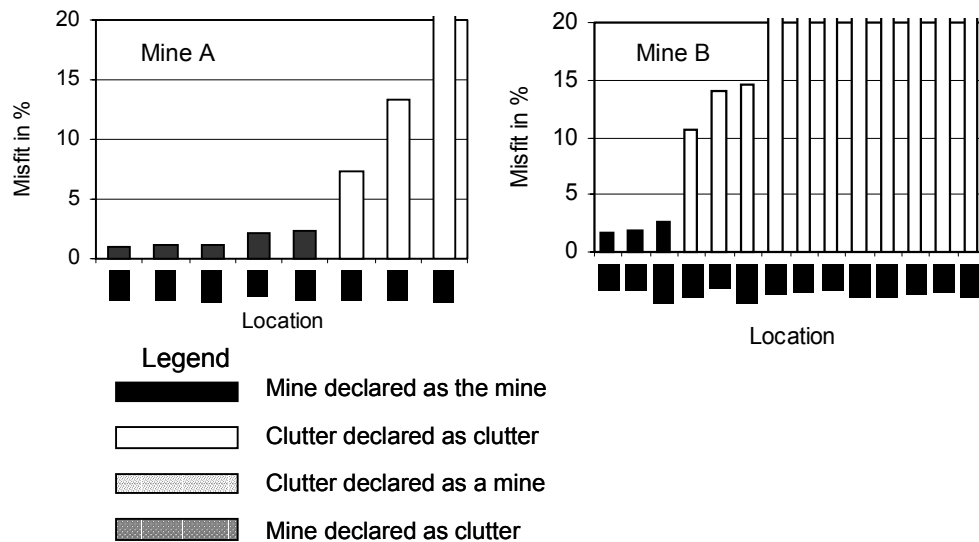 Mine A
Misfit in %
20
15
10
5
0
Location
Mine B
Misfit in %
20
15
10
5
0
Location
Legend
Mine declared as the mine
Clutter declared as clutter
Clutter declared as a mine
Mine declared as clutter